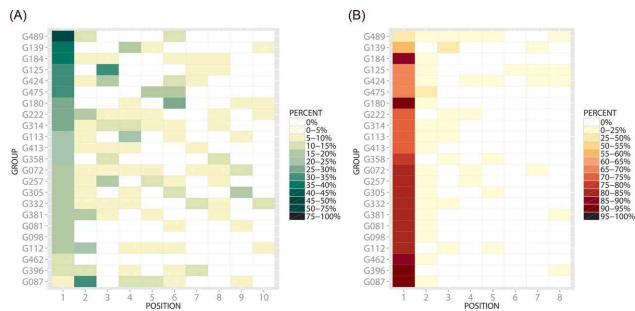 (A)
GROUP
G489
G139
G184
G125
G424
G475
G180
G222
G314
G113
G413
G358
G072
G257
G305
G332
G381
G081
G098
G112
G462
G396
G087
1 2 3 4 5 6 7 8 9 10
POSITION
PERCENT
0%
0–5%
5–10%
10–15%
15–20%
20–25%
25–30%
30–35%
35–40%
40–45%
45–50%
50–75%
75–100%
(B)
GROUP
G489
G139
G184
G125
G424
G475
G180
G222
G314
G113
G413
G358
G072
G257
G305
G332
G381
G081
G098
G112
G462
G396
G087
1 2 3 4 5 6 7 8
POSITION
PERCENT
0%
0–25%
25–50%
50–55%
55–60%
60–65%
65–70%
70–75%
75–80%
80–85%
85–90%
90–95%
95–100%